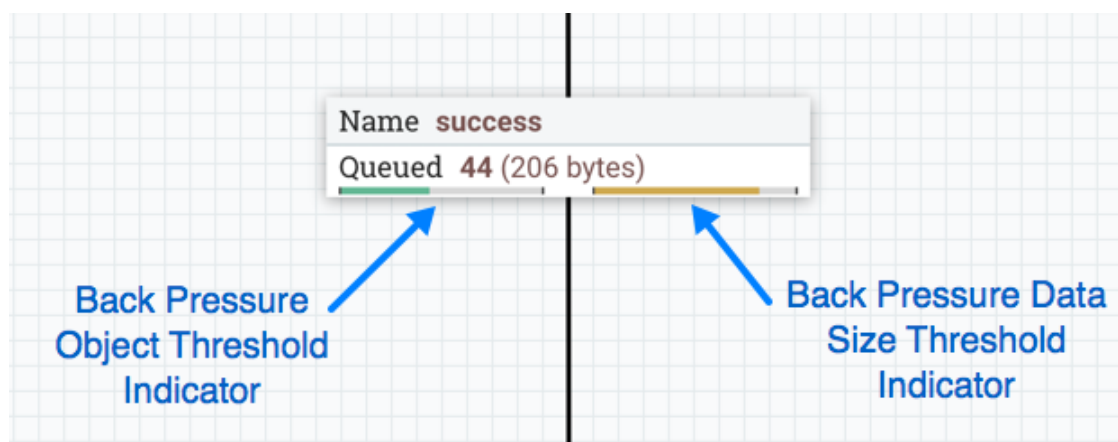 Name success
Queued 44 (206 bytes)
Back Pressure
Object Threshold
Indicator
Back Pressure Data
Size Threshold
Indicator